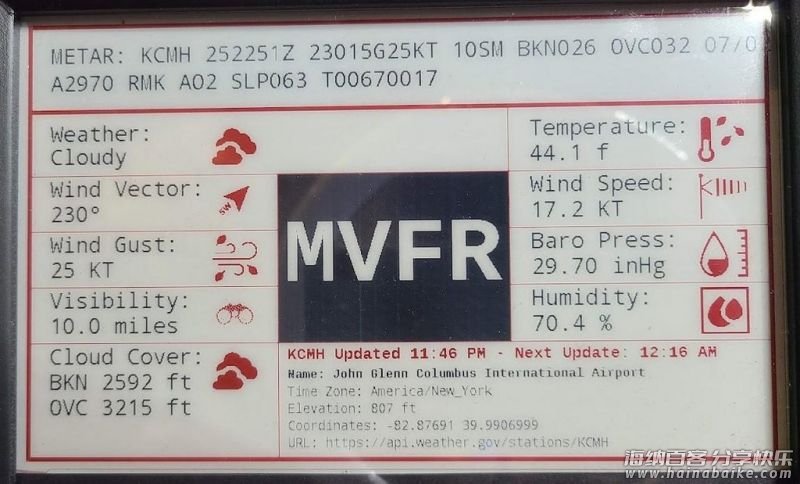 METAR: KCMH 252251Z 23015G25KT 10SM BKN026 OVC032 07/0
A2970 RMK AO2 SLP063 T00670017
Weather:
Cloudy
Temperature:
44.1 f
Wind Vector:
230°
SW
Wind Speed:
17.2 KT
MVFR
Wind Gust:
25 KT
Baro Press:
29.70 inHg
Visibility:
10.0 miles
Humidity:
70.4 %
Cloud Cover:
BKN 2592 ft
OVC 3215 ft
KCMH Updated 11:46 PM - Next Update: 12:16 AM
Name: John Glenn Columbus International Airport
Time Zone: America/New_York
Elevation: 807 ft
Coordinates: -82.87691 39.9906999
URL: https://api.weather.gov/stations/KCMH
海纳百客 分享快乐
www.hainabaike.com